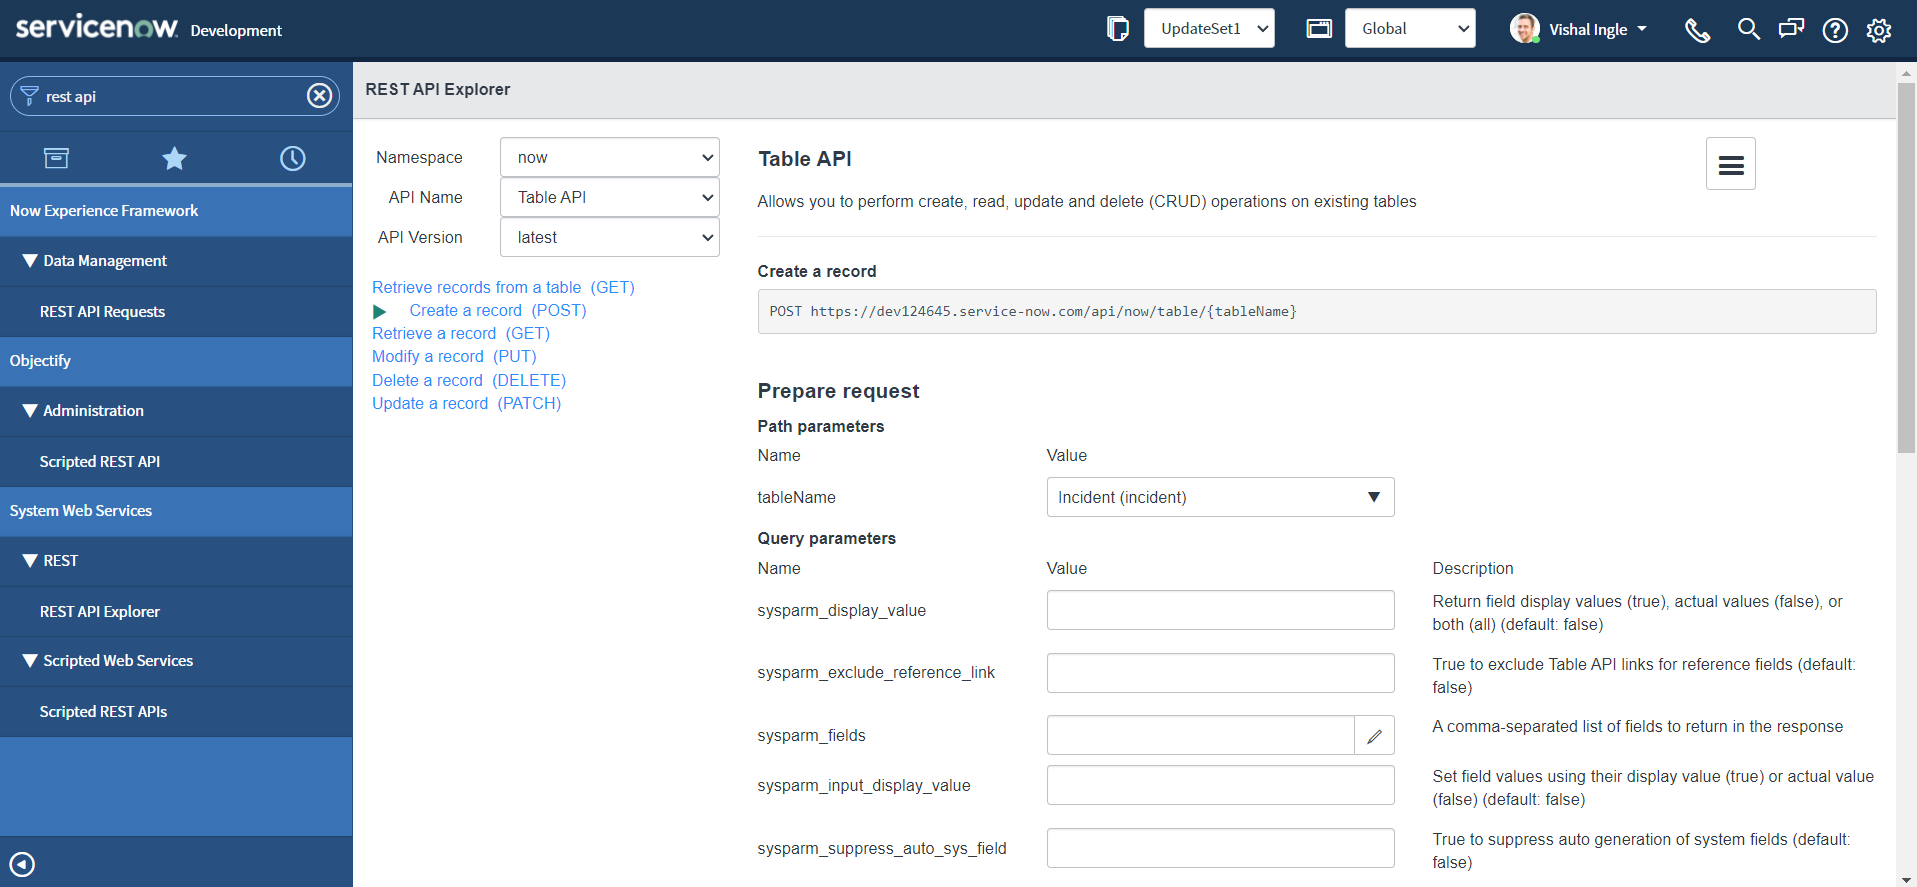 servicenow. Development
UpdateSet1
Global
Vishal Ingle
rest api
Now Experience Framework
Data Management
REST API Requests
Objectify
Administration
Scripted REST API
System Web Services
REST
REST API Explorer
Scripted Web Services
Scripted REST APIs
REST API Explorer
Namespace now
API Name Table API
API Version latest
Retrieve records from a table (GET)
Create a record (POST)
Retrieve a record (GET)
Modify a record (PUT)
Delete a record (DELETE)
Update a record (PATCH)
Table API
Allows you to perform create, read, update and delete (CRUD) operations on existing tables
Create a record
POST https://dev124645.service-now.com/api/now/table/{tableName}
Prepare request
Path parameters
Name Value
tableName Incident (incident)
Query parameters
Name Value Description
sysparm_display_value Return field display values (true), actual values (false), or
both (all) (default: false)
sysparm_exclude_reference_link True to exclude Table API links for reference fields (default:
false)
sysparm_fields A comma-separated list of fields to return in the response
sysparm_input_display_value Set field values using their display value (true) or actual value
(false) (default: false)
sysparm_suppress_auto_sys_field True to suppress auto generation of system fields (default:
false)